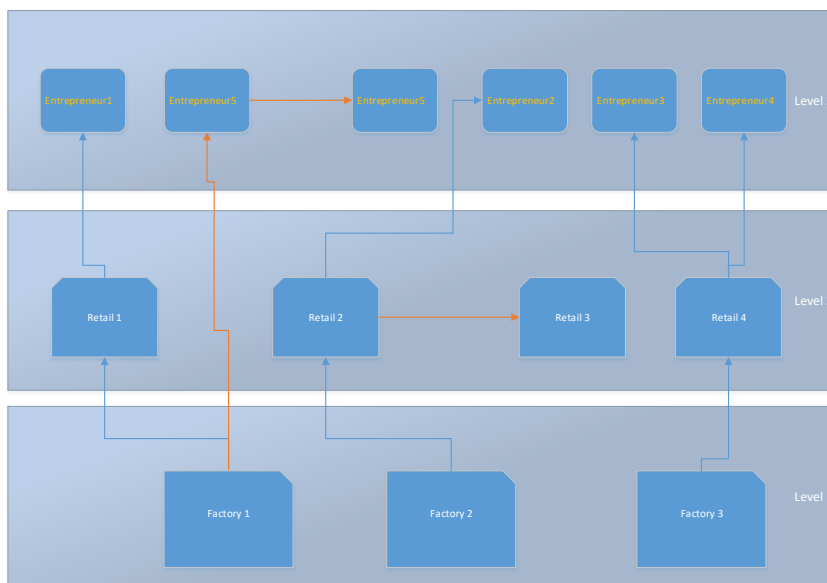 Entrepreneur1
Entrepreneur5
Entrepreneur5
Entrepreneur2
Entrepreneur3
Entrepreneur4
Level
Retail 1
Retail 2
Retail 3
Retail 4
Level
Factory 1
Factory 2
Factory 3
Level